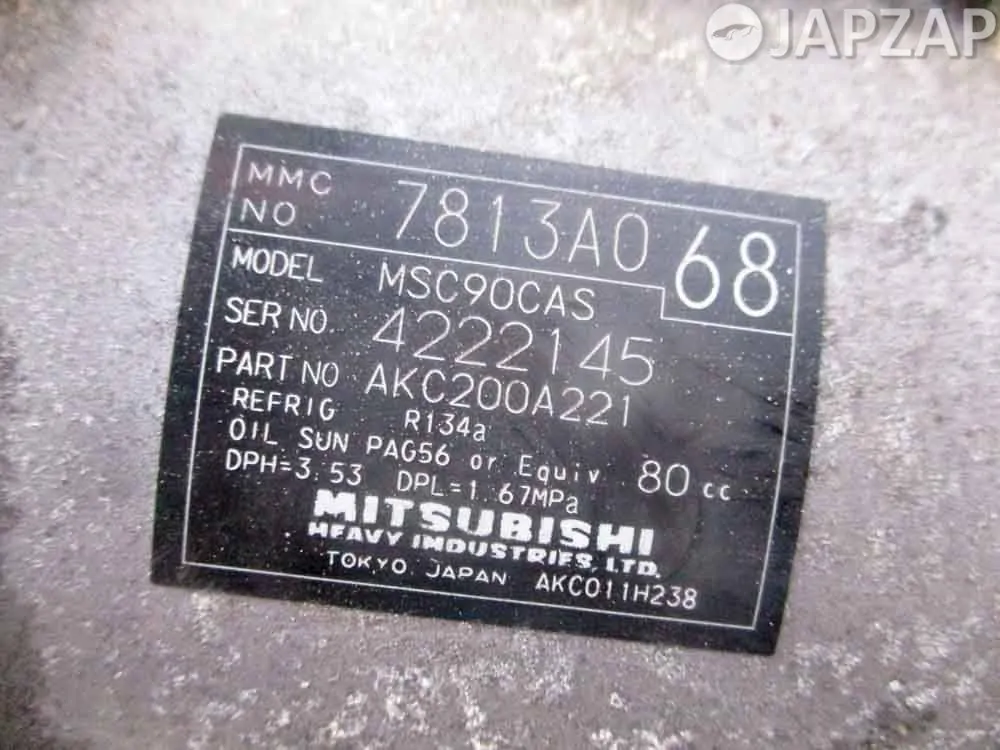 JAPZAP
MMC NO 7813A0 68
MODEL MSC90CAS
SER NO. 4222145
PART NO AKC200A221
REFRIG R134a
OIL SUN PAG56 or Equiv 80 cc
DPH=3.53 DPL=1.67MPa
MITSUBISHI
HEAVY INDUSTRIES, LTD.
TOKYO JAPAN AKC011H238